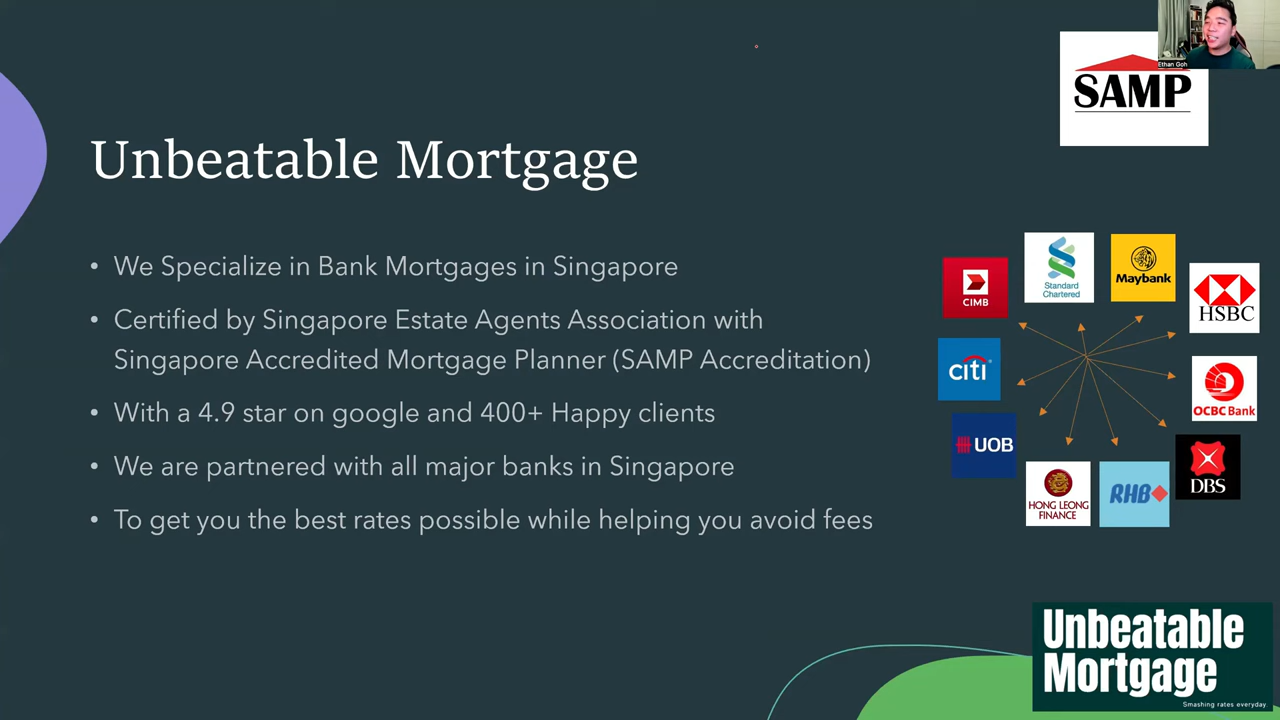 Ethan Goh
SAMP
Unbeatable Mortgage
• We Specialize in Bank Mortgages in Singapore
• Certified by Singapore Estate Agents Association with
Singapore Accredited Mortgage Planner (SAMP Accreditation)
• With a 4.9 star on google and 400+ Happy clients
• We are partnered with all major banks in Singapore
• To get you the best rates possible while helping you avoid fees
CIMB
Standard
Chartered
Maybank
HSBC
citi
OCBC Bank
UOB
HONG LEONG
FINANCE
RHB
DBS
Unbeatable
Mortgage
Smashing rates everyday.